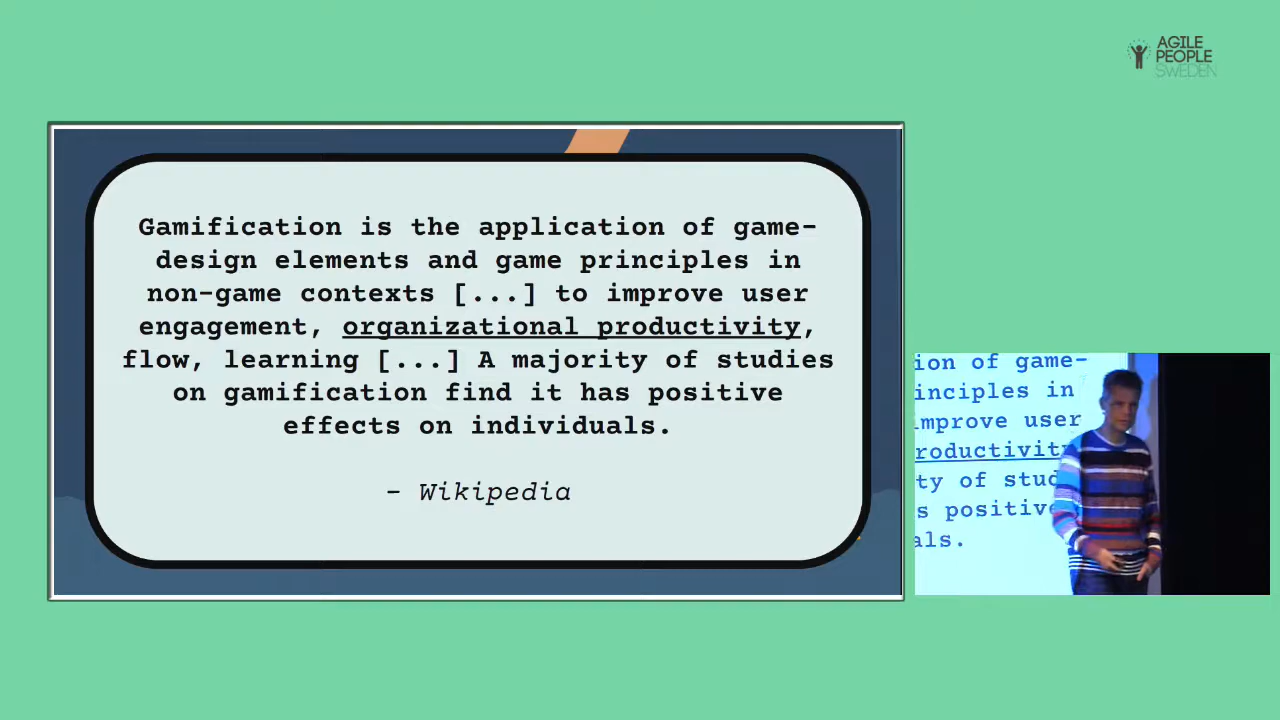 AGILE
PEOPLE
SWEDEN
Gamification is the application of game-
design elements and game principles in
non-game contexts [...] to improve user
engagement, organizational productivity,
flow, learning [...] A majority of studies
on gamification find it has positive
effects on individuals.
- Wikipedia
ion of game-
inciples in
improve user
roductivity
ty of stud
s positive
als.